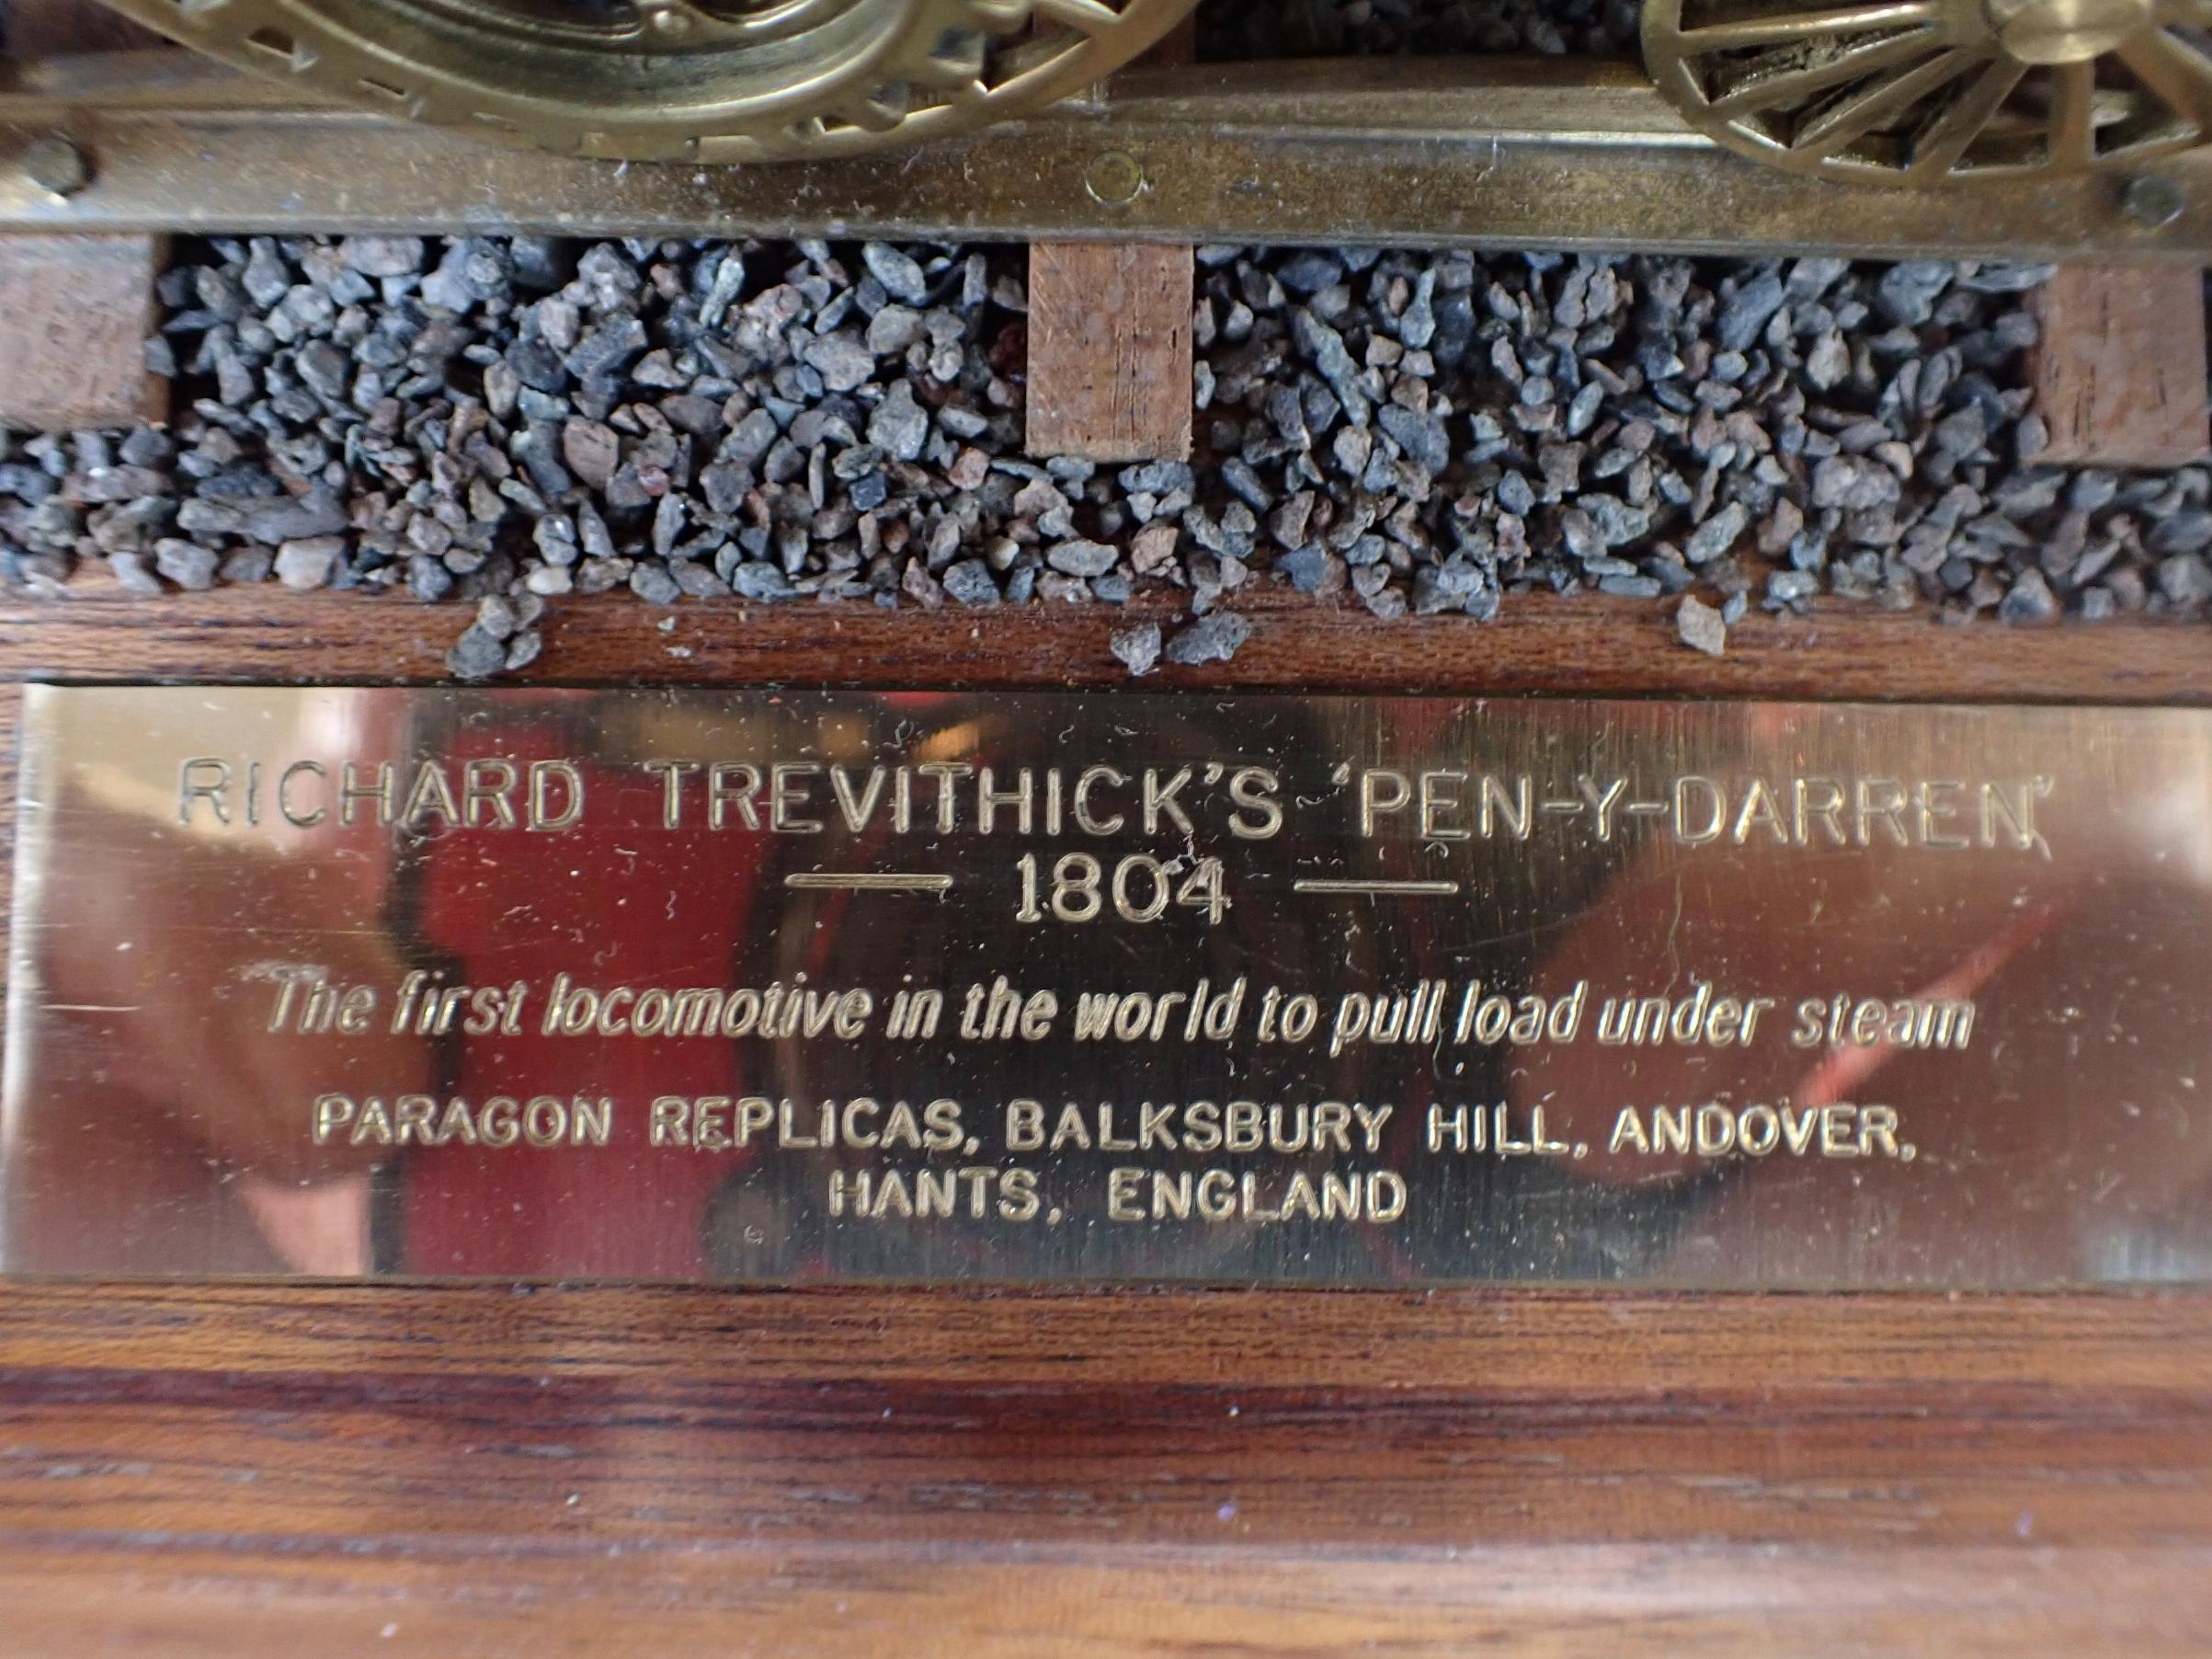 RICHARD TREVITHICK'S 'PEN-Y-DARREN'
— 1804 —
The first locomotive in the world to pull load under steam
PARAGON REPLICAS, BALKSBURY HILL, ANDOVER,
HANTS, ENGLAND